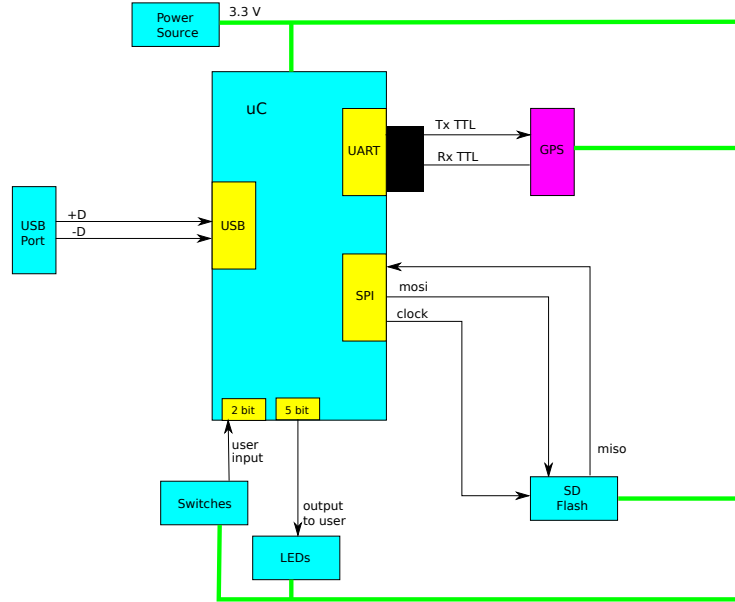 Power
Source
3.3 V
uC
UART
Tx TTL
Rx TTL
GPS
USB
Port
+D
-D
USB
SPI
mosi
clock
miso
2 bit
5 bit
user
input
output
to user
Switches
LEDs
SD
Flash